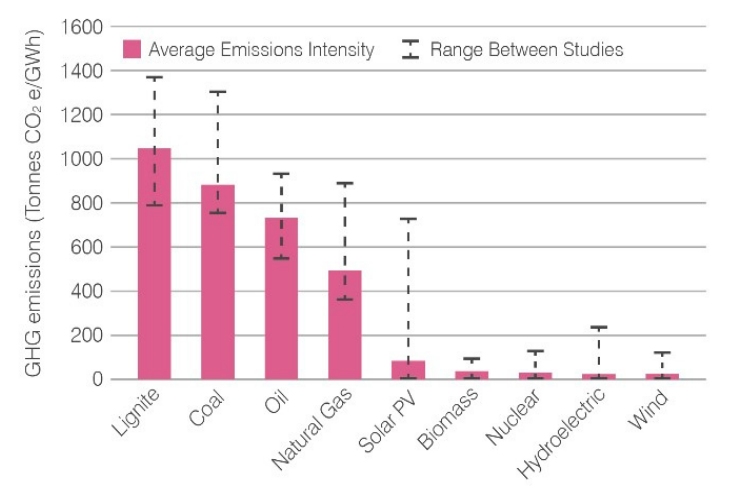 GHG emissions (Tonnes CO₂ e/GWh)
1600
1400
1200
1000
800
600
400
200
0
Average Emissions Intensity
Range Between Studies
Lignite
Coal
Oil
Natural Gas
Solar PV
Biomass
Nuclear
Hydroelectric
Wind